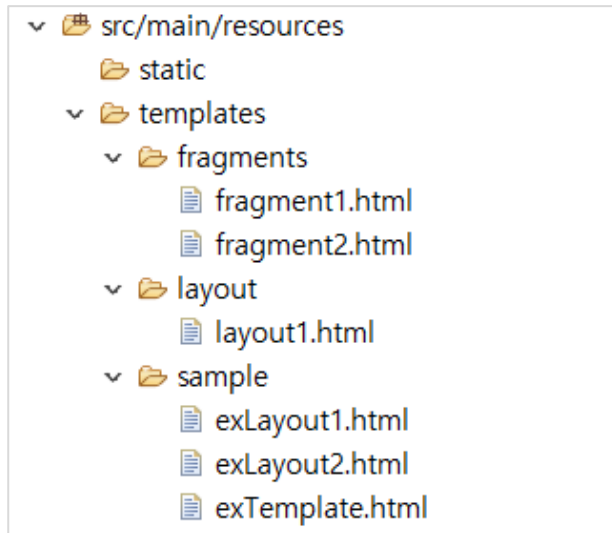 src/main/resources
static
templates
fragments
fragment1.html
fragment2.html
layout
layout1.html
sample
exLayout1.html
exLayout2.html
exTemplate.html